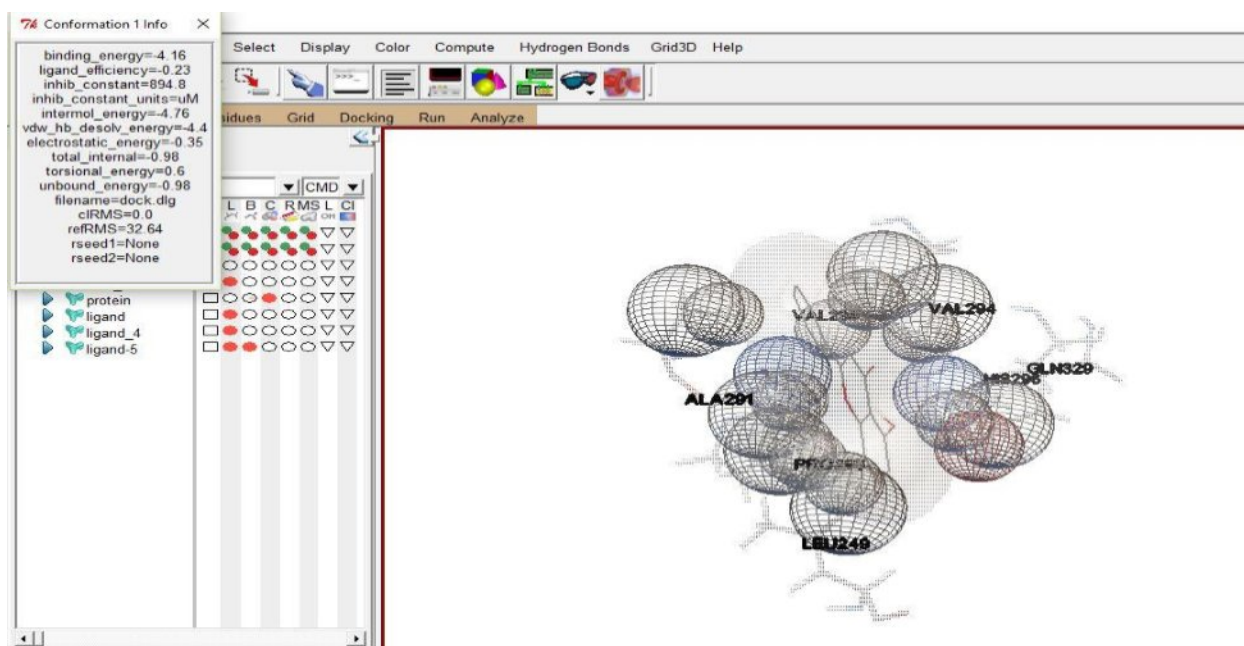 Conformation 1 Info
binding_energy=-4.16
ligand_efficiency=-0.23
inhib_constant=894.8
inhib_constant_units=uM
intermol_energy=-4.76
vdw_hb_desolv_energy=-4.4
electrostatic_energy=-0.35
total_internal=-0.98
torsional_energy=0.6
unbound_energy=-0.98
filename=dock.dlg
clRMS=0.0
refRMS=32.64
rseed1=None
rseed2=None
Select Display Color Compute Hydrogen Bonds Grid3D Help
Grid Docking Run Analyze
CMD
L B C R MS L Cl
protein
ligand
ligand_4
ligand-5
VAL294
GLN329
ALA291
LEU249